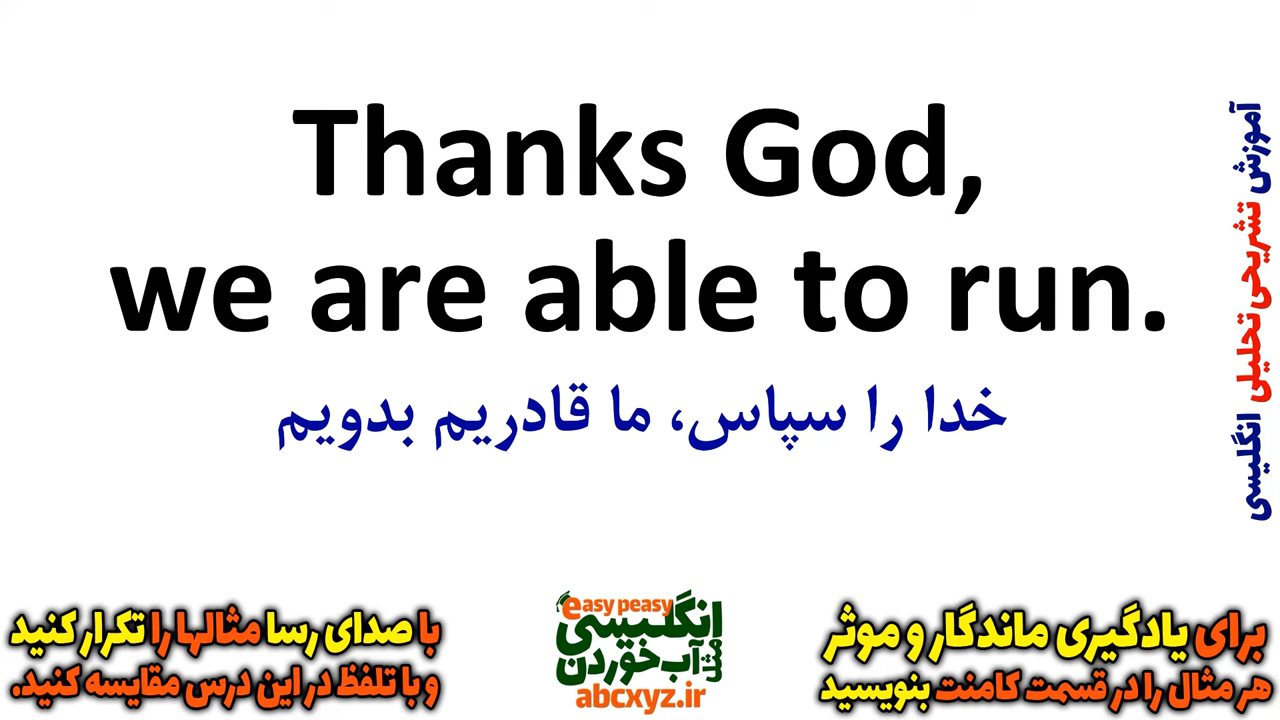 Thanks God,
we are able to run.
خدا را سپاس، ما قادریم بدویم
آموزش تشریحی تحلیلی انگلیسی
برای یادگیری ماندگار و موثر
هر مثال را در قسمت کامنت بنویسید
easy peasy
انگلیسی
مثل
آب خوردن
abcxyz.ir
با صدای رسا مثالها را تکرار کنید
و با تلفظ در این درس مقایسه کنید.